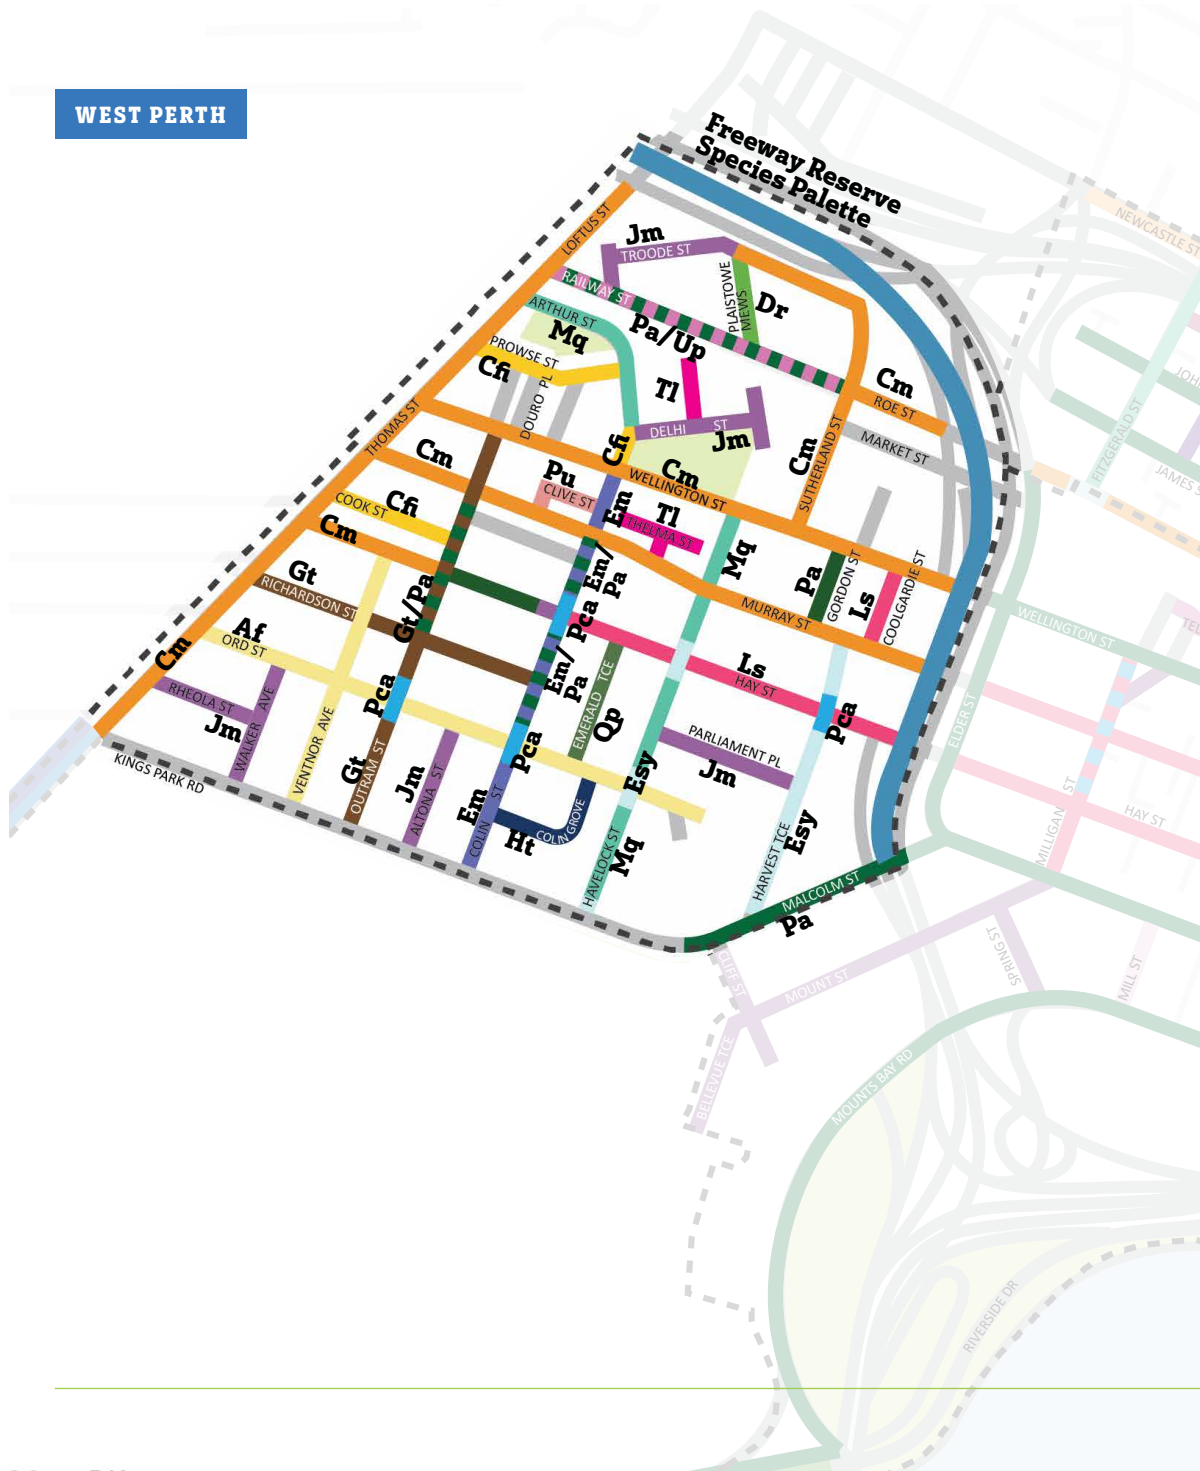 WEST PERTH
Freeway Reserve
Species Palette
NEWCASTLE ST
LOFTUS ST
Jm
TROODE ST
RAILWAY ST
PLAISTOWE
MEWS
Dr
ARTHUR ST
Mq
Pa/Up
PROWSE ST
Cfi
DOURO PL
Tl
Cm
ROE ST
FITZGERALD ST
THOMAS ST
DELHI ST
Jm
MARKET ST
Cm
SUTHERLAND ST
JAMES S
Cfi
Cm
Cm
WELLINGTON ST
Pu
CLIVE ST
Em
Tl
THELMA ST
COOK ST
Cfi
Cm
Mq
Em/
Pa
Pa
GORDON ST
Ls
COOLGARDIE ST
Gt
RICHARDSON ST
Gt/Pa
Pca
MURRAY ST
WELLINGTON ST
TEL
Af
ORD ST
Cm
Em/
Pa
EMERALD TCE
Qp
Ls
HAY ST
Pca
ELDER ST
RHEOLA ST
Jm
WALKER AVE
VENTNOR AVE
Pca
Pca
PARLIAMENT PL
Jm
Esy
KINGS PARK RD
Gt
OUTRAM ST
Jm
ALTONA ST
Em
COLIN ST
Ht
COLIN GROVE
HAVELOCK ST
Mq
HARVEST TCE
Esy
MILLIGAN ST
HAY ST
MALCOLM ST
Pa
CLIFF ST
MOUNT ST
SPRING ST
MILL ST
BELLEVUE TCE
MOUNTS BAY RD
RIVERSIDE DR